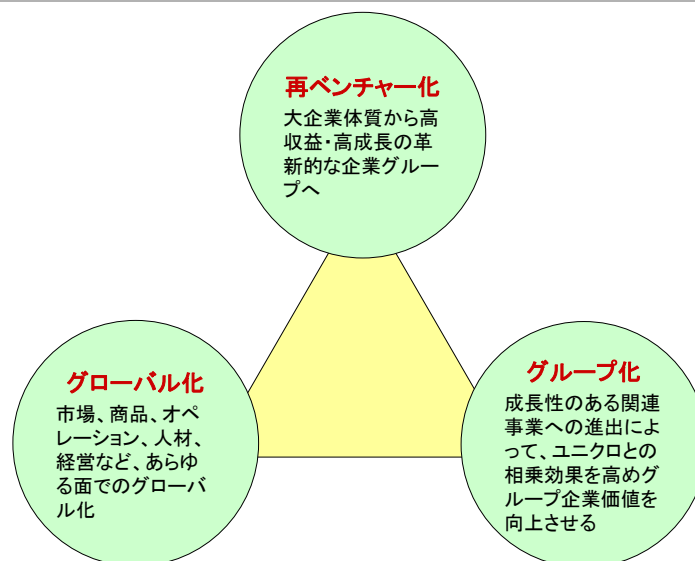 再ベンチャー化
大企業体質から高
収益・高成長の革
新的な企業グルー
プへ
グローバル化
市場、商品、オペ
レーション、人材、
経営など、あらゆ
る面でのグローバ
ル化
グループ化
成長性のある関連
事業への進出によ
って、ユニクロとの
相乗効果を高めグ
ループ企業価値を
向上させる